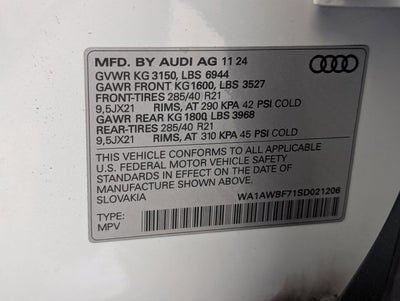 MFD. BY AUDI AG 11 24
GVWR KG 3150, LBS 6944
GAWR FRONT KG1600, LBS 3527
FRONT-TIRES 285/40 R21
9,5JX21 RIMS, AT 290 KPA 42 PSI COLD
GAWR REAR KG 1800, LBS 3968
REAR-TIRES 285/40 R21
9,5JX21 RIMS, AT 310 KPA 45 PSI COLD
THIS VEHICLE CONFORMS TO ALL APPLICABLE
U.S. FEDERAL MOTOR VEHICLE SAFETY
STANDARDS IN EFFECT ON THE DATE OF
MANUFACTURE SHOWN ABOVE.
SLOVAKIA WA1AWBF71SD021206
TYPE:
MPV